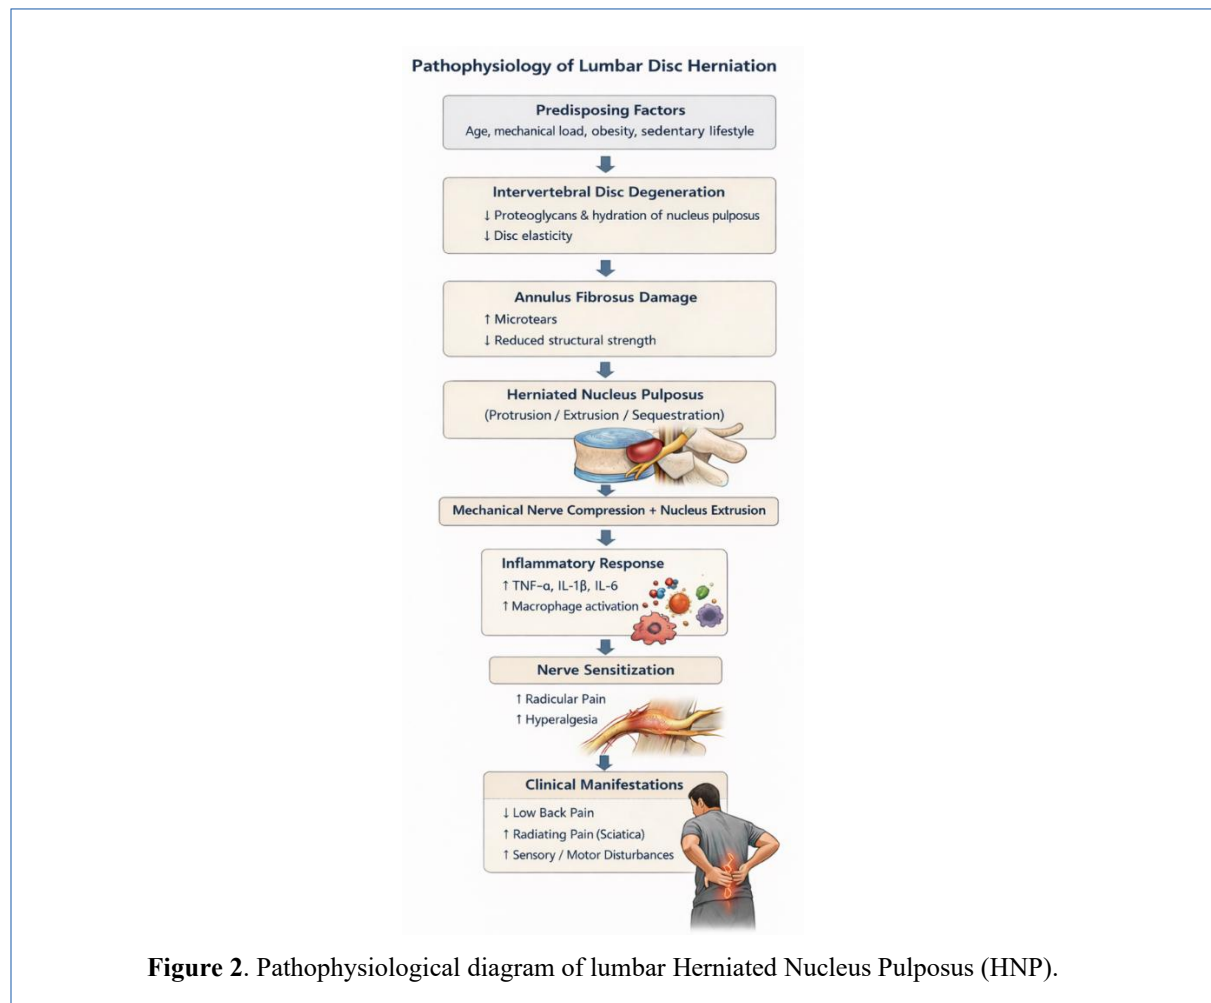 Pathophysiology of Lumbar Disc Herniation
Predisposing Factors
Age, mechanical load, obesity, sedentary lifestyle
Intervertebral Disc Degeneration
↓ Proteoglycans & hydration of nucleus pulposus
↓ Disc elasticity
Annulus Fibrosus Damage
↑ Microtears
↓ Reduced structural strength
Herniated Nucleus Pulposus
(Protrusion / Extrusion / Sequestration)
Mechanical Nerve Compression + Nucleus Extrusion
Inflammatory Response
↑ TNF-α, IL-1β, IL-6
↑ Macrophage activation
Nerve Sensitization
↑ Radicular Pain
↑ Hyperalgesia
Clinical Manifestations
↓ Low Back Pain
↑ Radiating Pain (Sciatica)
↑ Sensory / Motor Disturbances
Figure 2. Pathophysiological diagram of lumbar Herniated Nucleus Pulposus (HNP).